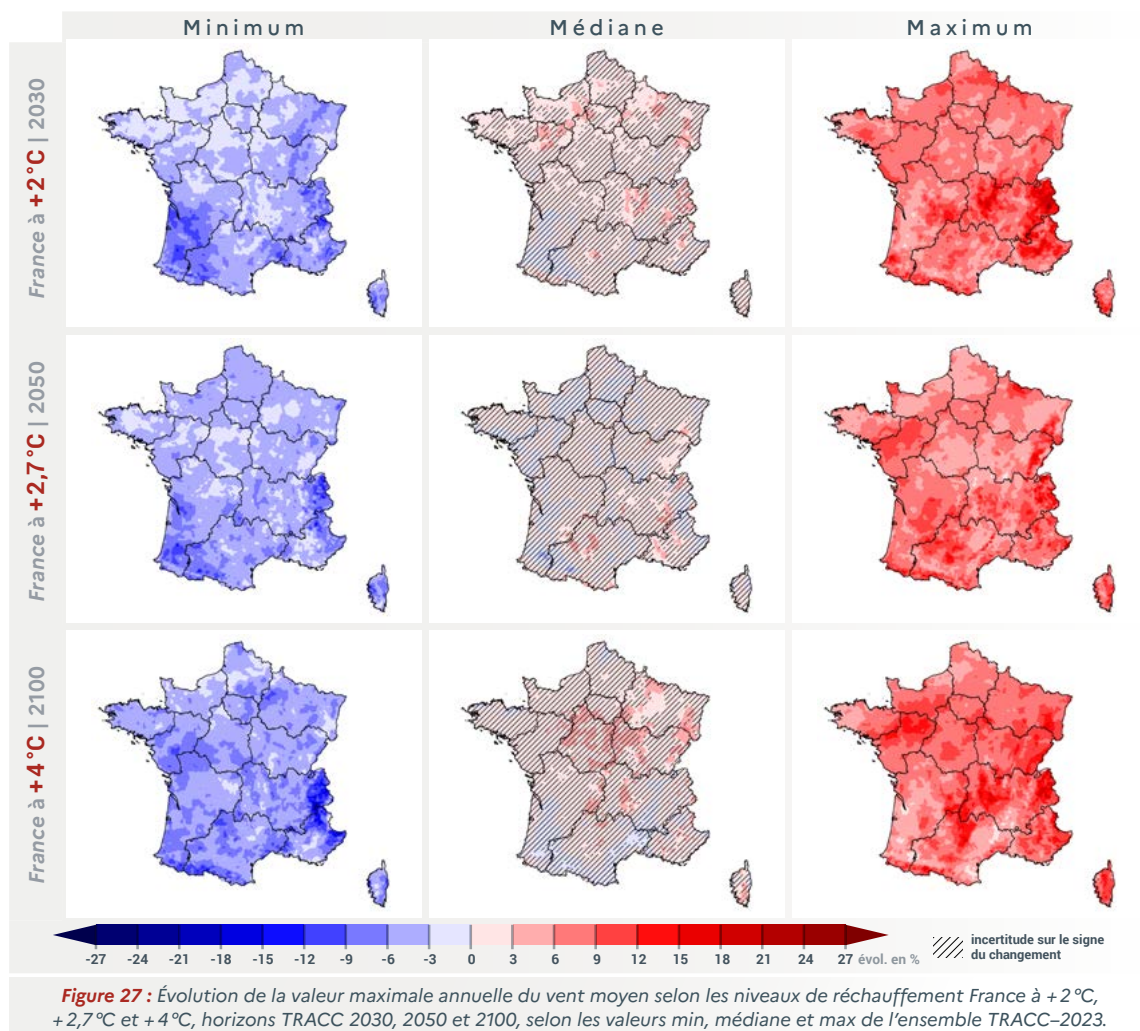 Minimum Médiane Maximum
France à +2°C | 2030
France à +2,7°C | 2050
France à +4°C | 2100
-27 -24 -21 -18 -15 -12 -9 -6 -3 0 3 6 9 12 15 18 21 24 27 évol. en %
incertitude sur le signe
du changement
Figure 27 : Évolution de la valeur maximale annuelle du vent moyen selon les niveaux de réchauffement France à +2°C,
+2,7°C et +4°C, horizons TRACC 2030, 2050 et 2100, selon les valeurs min, médiane et max de l'ensemble TRACC–2023.